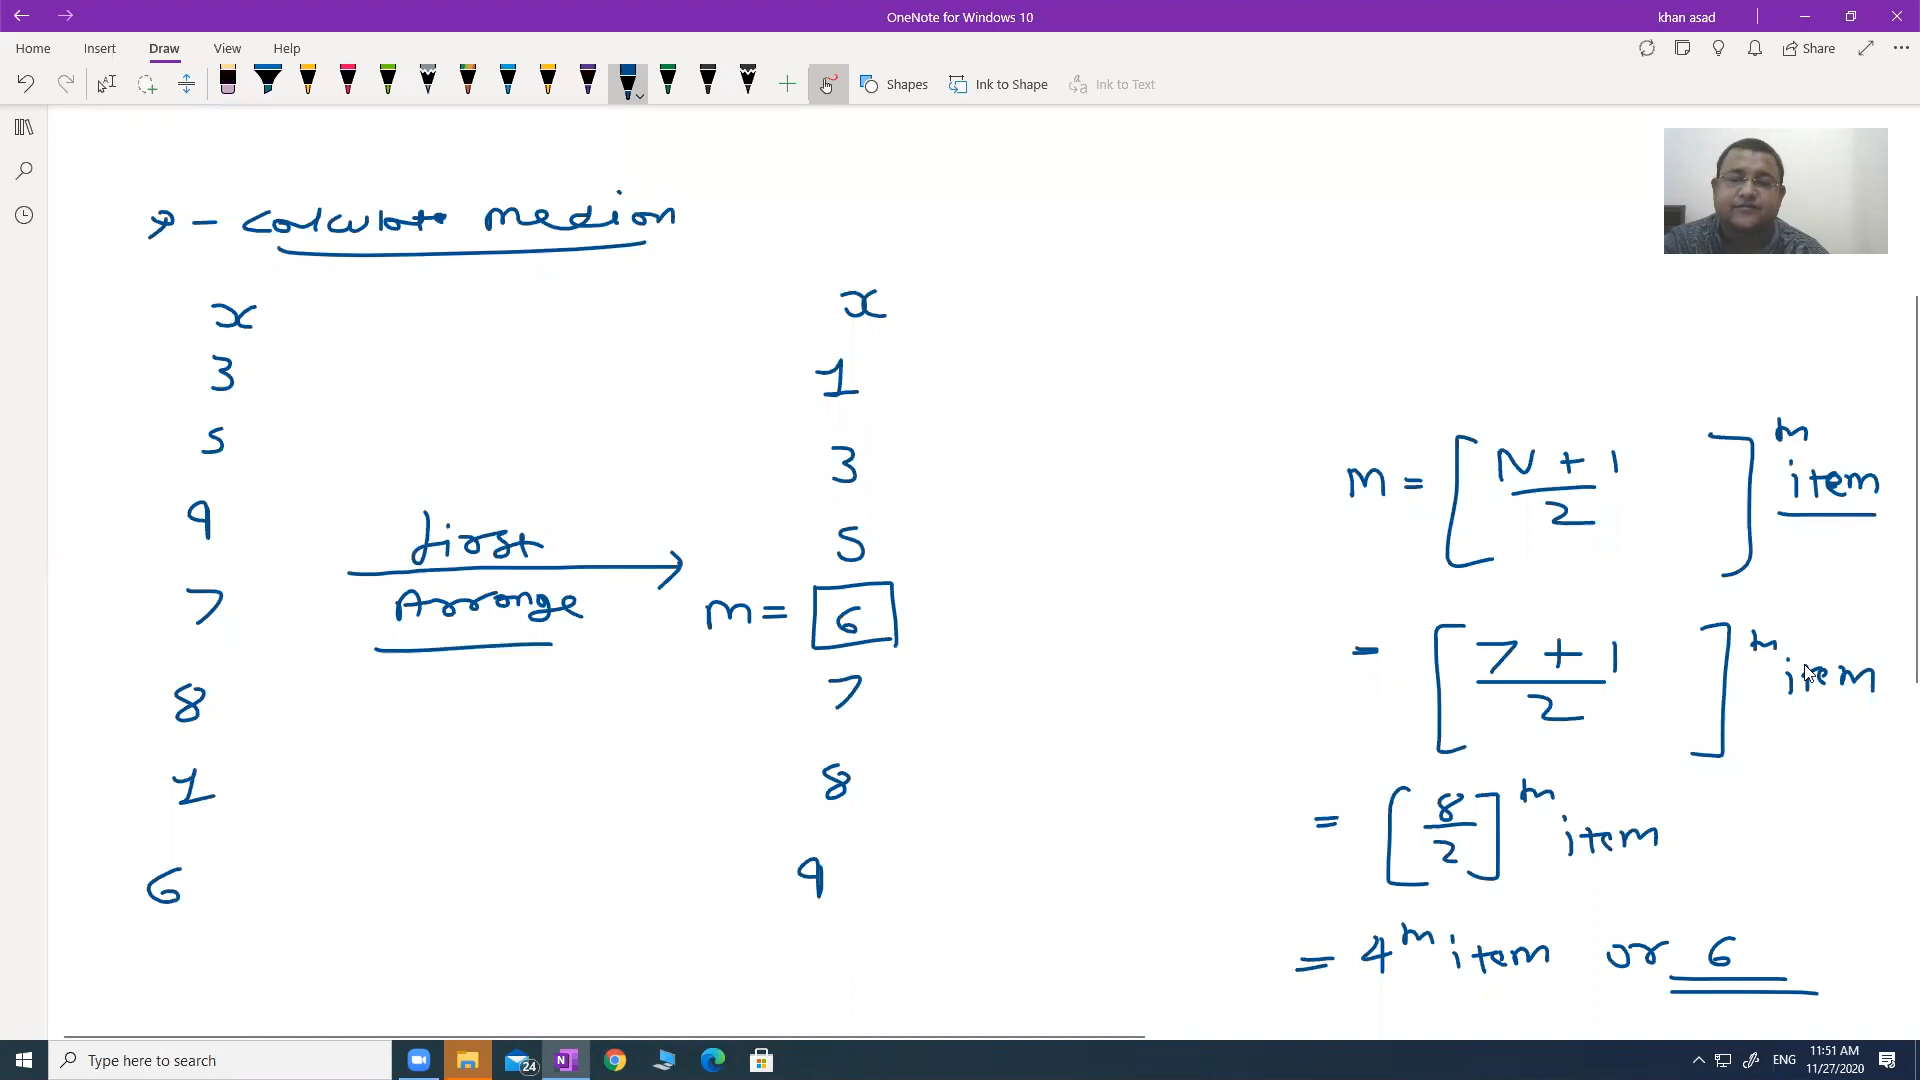 OneNote for Windows 10
khan asad
Home Insert Draw View Help
Share
Shapes Ink to Shape Ink to Text
→ - Calculate Median
x
3
5
9
7
8
1
6
first
Arrange
x
1
3
5
M = 6
7
8
9
M = [N + 1 / 2]th item
= [7 + 1 / 2]th item
= [8 / 2]th item
= 4th item or 6
Type here to search
24
ENG
11:51 AM
11/27/2020